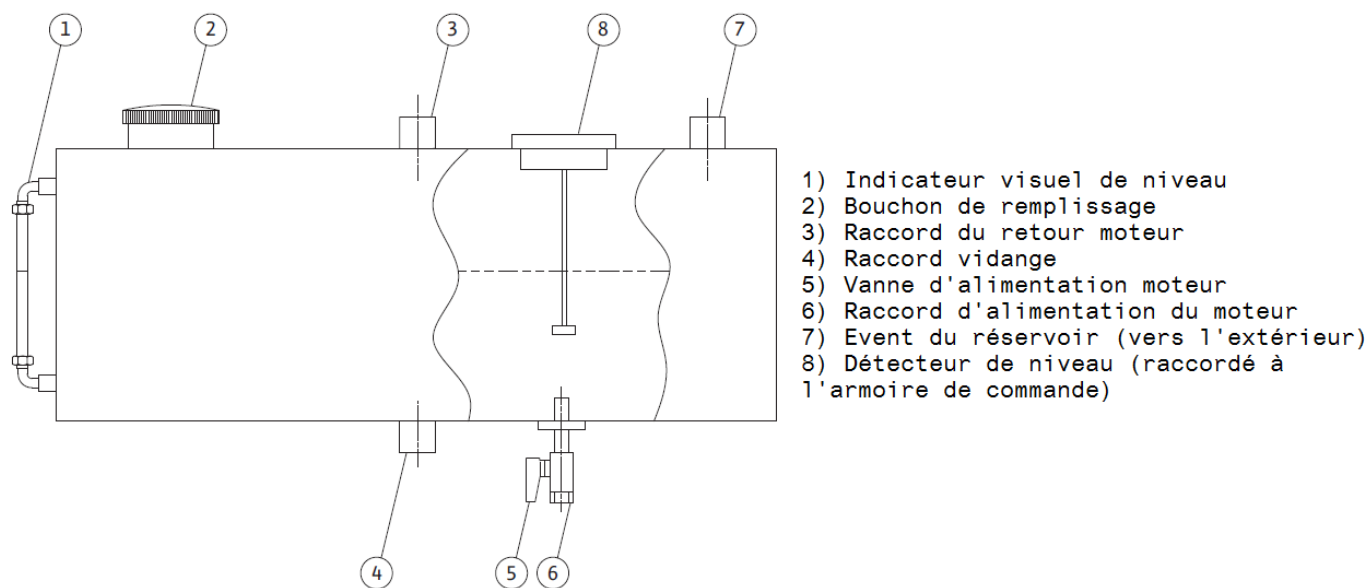 1
2
3
8
7
1) Indicateur visuel de niveau
2) Bouchon de remplissage
3) Raccord du retour moteur
4) Raccord vidange
5) Vanne d'alimentation moteur
6) Raccord d'alimentation du moteur
7) Event du réservoir (vers l'extérieur)
8) Détecteur de niveau (raccordé à
l'armoire de commande)
4
5
6